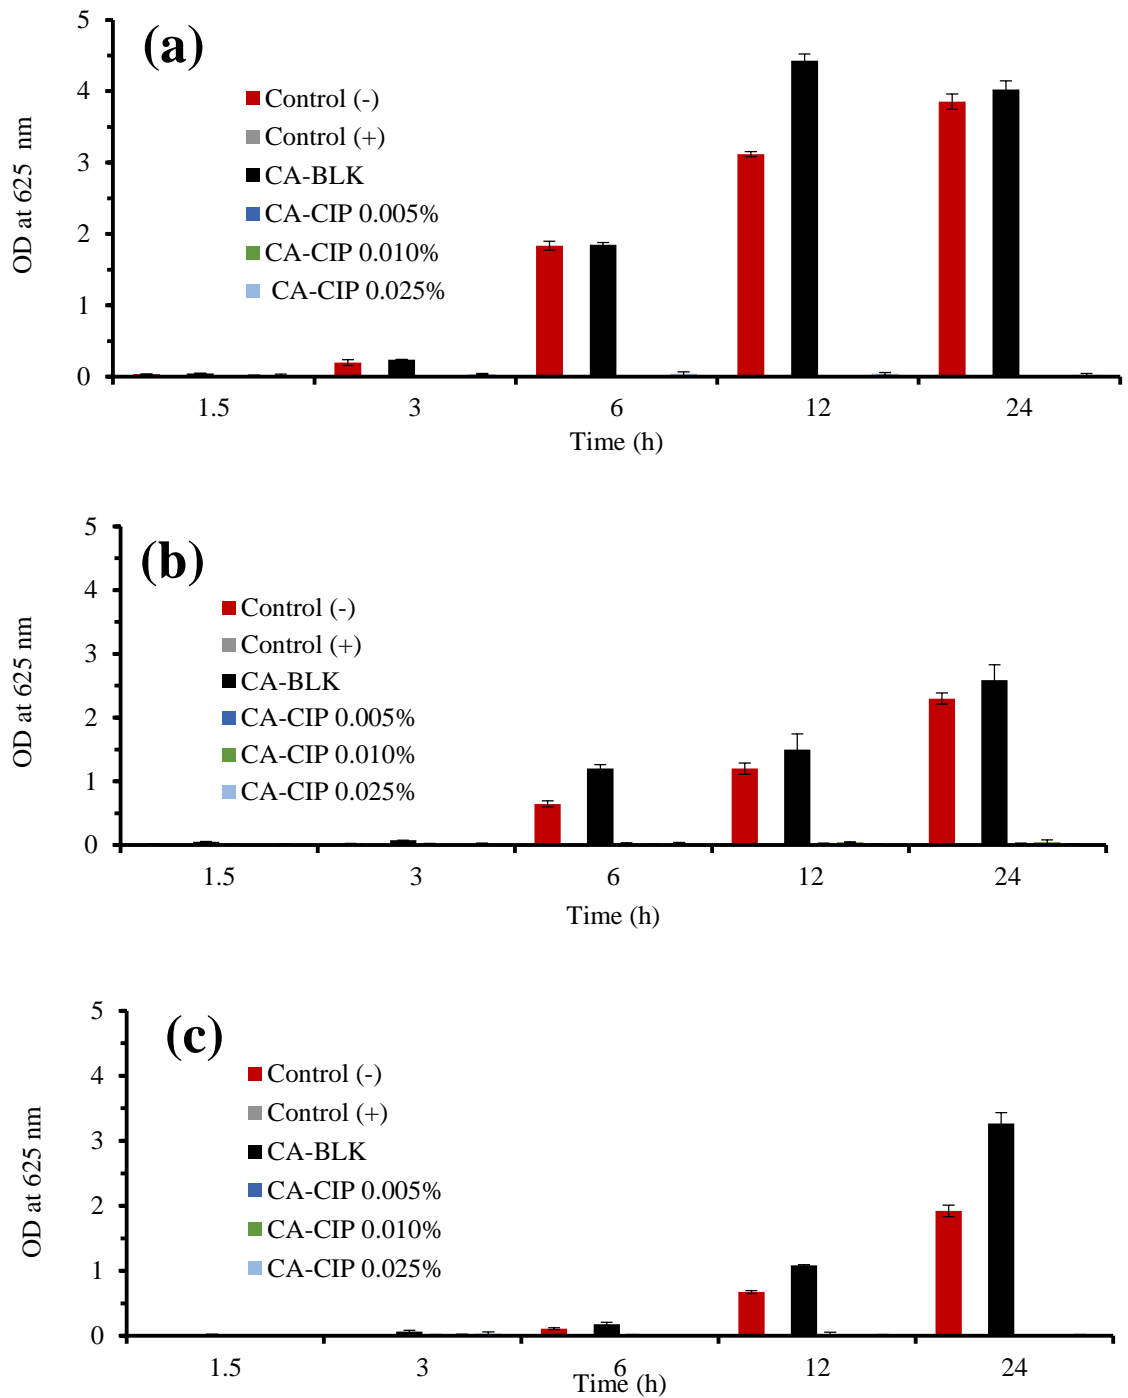 (a)
5
4
3
2
1
0
OD at 625 nm
Control (-)
Control (+)
CA-BLK
CA-CIP 0.005%
CA-CIP 0.010%
CA-CIP 0.025%
1.5 3 6 12 24
Time (h)
(b)
5
4
3
2
1
0
OD at 625 nm
Control (-)
Control (+)
CA-BLK
CA-CIP 0.005%
CA-CIP 0.010%
CA-CIP 0.025%
1.5 3 6 12 24
Time (h)
(c)
5
4
3
2
1
0
OD at 625 nm
Control (-)
Control (+)
CA-BLK
CA-CIP 0.005%
CA-CIP 0.010%
CA-CIP 0.025%
1.5 3 6 12 24
Time (h)